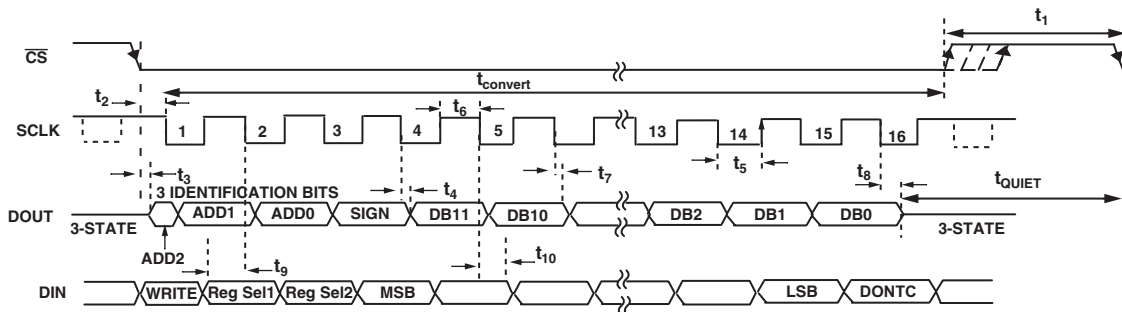 t1
CS
tconvert
t2
t6
SCLK
1 2 3 4 5 13 14 15 16
t5
t3
t7
t8
3 IDENTIFICATION BITS
t4
tQUIET
DOUT
ADD1 ADD0 SIGN DB11 DB10 DB2 DB1 DB0
3-STATE
3-STATE
ADD2
t9
t10
DIN
WRITE Reg Sel1 Reg Sel2 MSB LSB DONTC